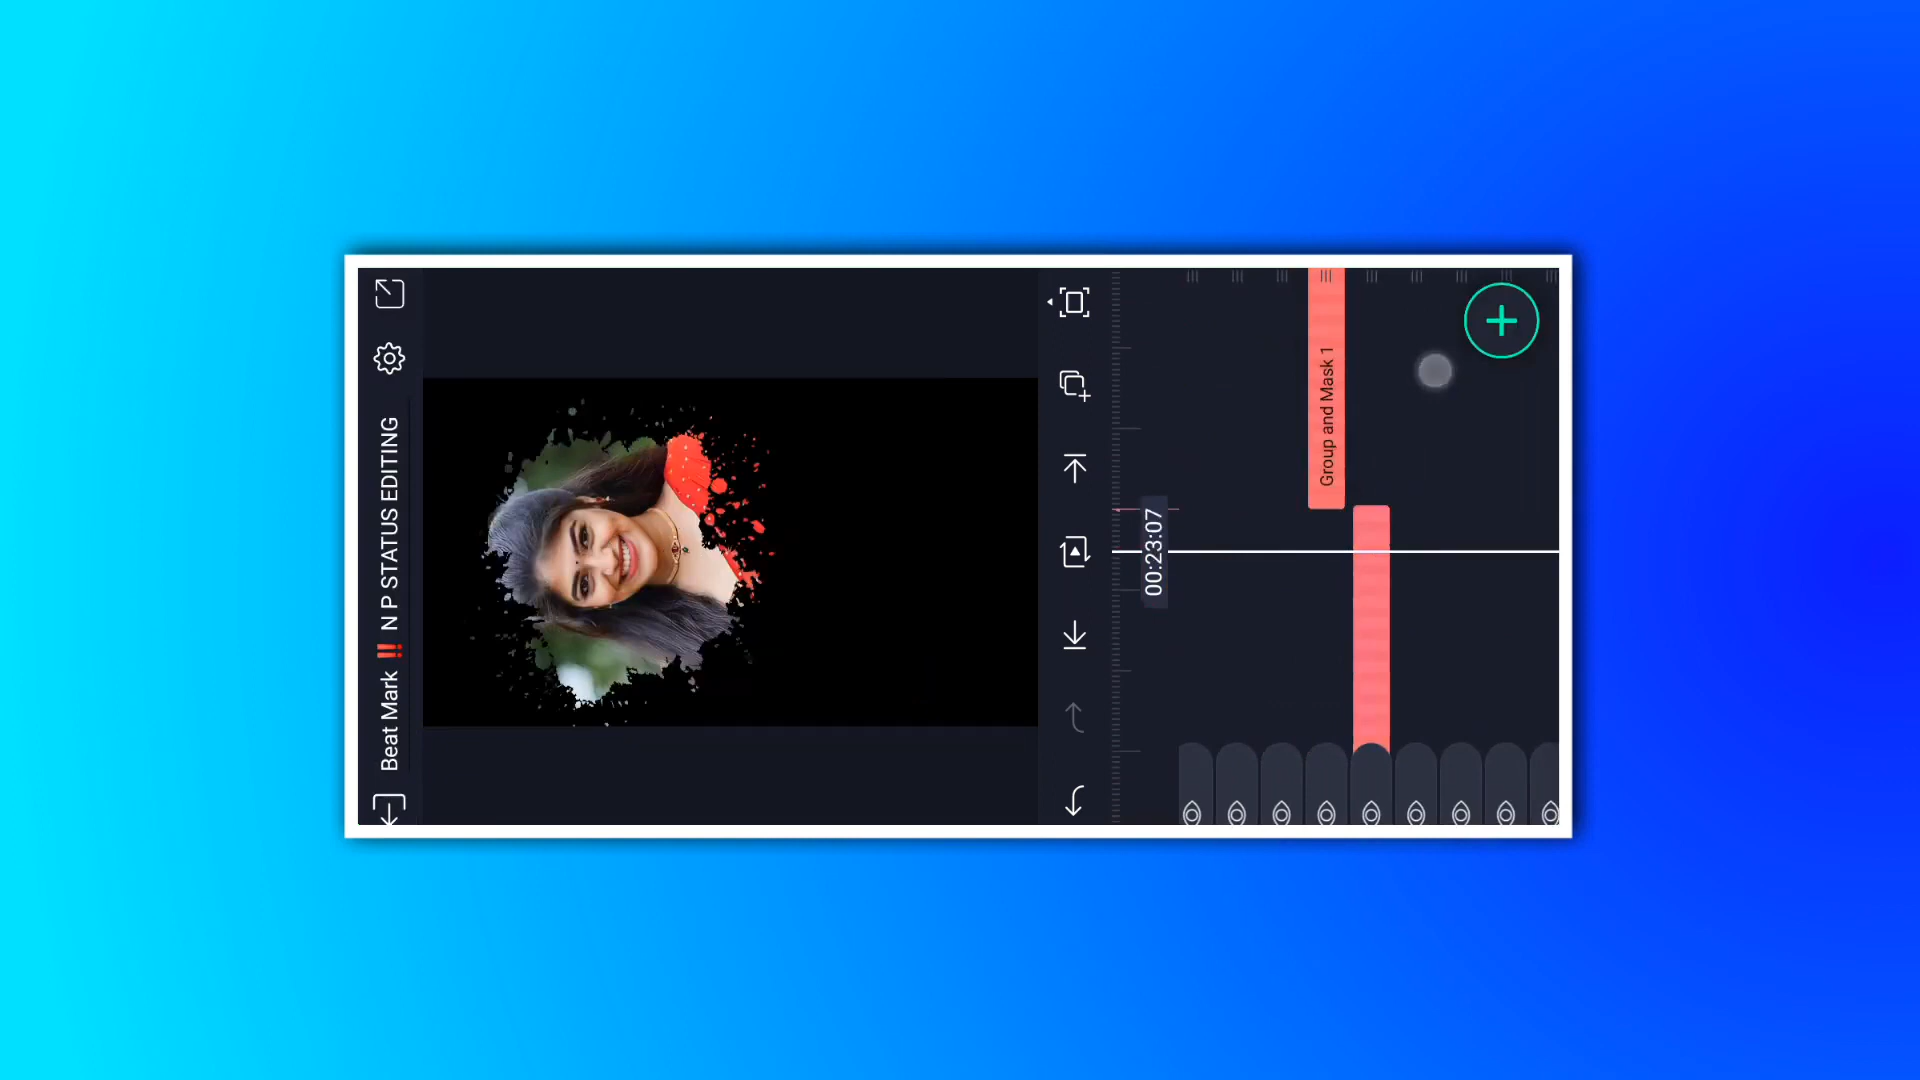 Beat Mark ‼️ N P STATUS EDITING
00:23:07
Group and Mask 1